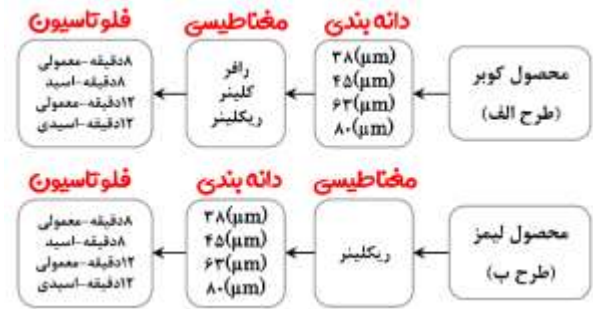 دانه بندی
مغناطیسی
فلوتاسیون
محصول کوبر
(طرح الف)
۳۸(μm)
۴۵(μm)
۶۳(μm)
۸۰(μm)
رافر
کلینر
ریکلینر
۸دقیقه-معمولی
۸دقیقه-اسید
۱۲دقیقه-معمولی
۱۲دقیقه-اسیدی
مغناطیسی
دانه بندی
فلوتاسیون
محصول لیمز
(طرح ب)
ریکلینر
۳۸(μm)
۴۵(μm)
۶۳(μm)
۸۰(μm)
۸دقیقه-معمولی
۸دقیقه-اسید
۱۲دقیقه-معمولی
۱۲دقیقه-اسیدی